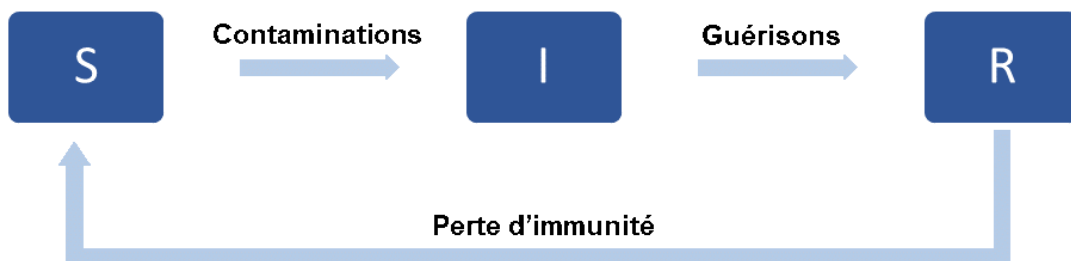 Contaminations
Guérisons
S
I
R
Perte d'immunité